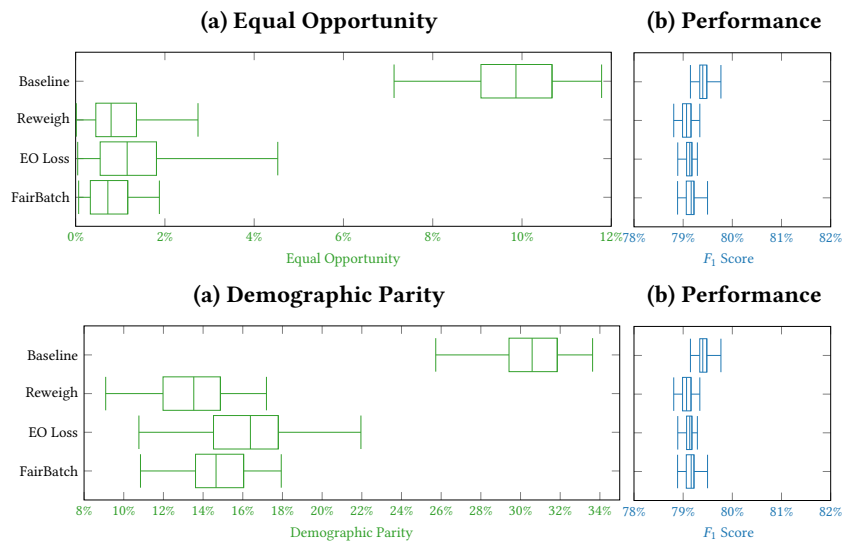 (a) Equal Opportunity
(b) Performance
Baseline
Reweigh
EO Loss
FairBatch
0% 2% 4% 6% 8% 10% 12%
78% 79% 80% 81% 82%
Equal Opportunity
F1 Score
(a) Demographic Parity
(b) Performance
Baseline
Reweigh
EO Loss
FairBatch
8% 10% 12% 14% 16% 18% 20% 22% 24% 26% 28% 30% 32% 34%
78% 79% 80% 81% 82%
Demographic Parity
F1 Score